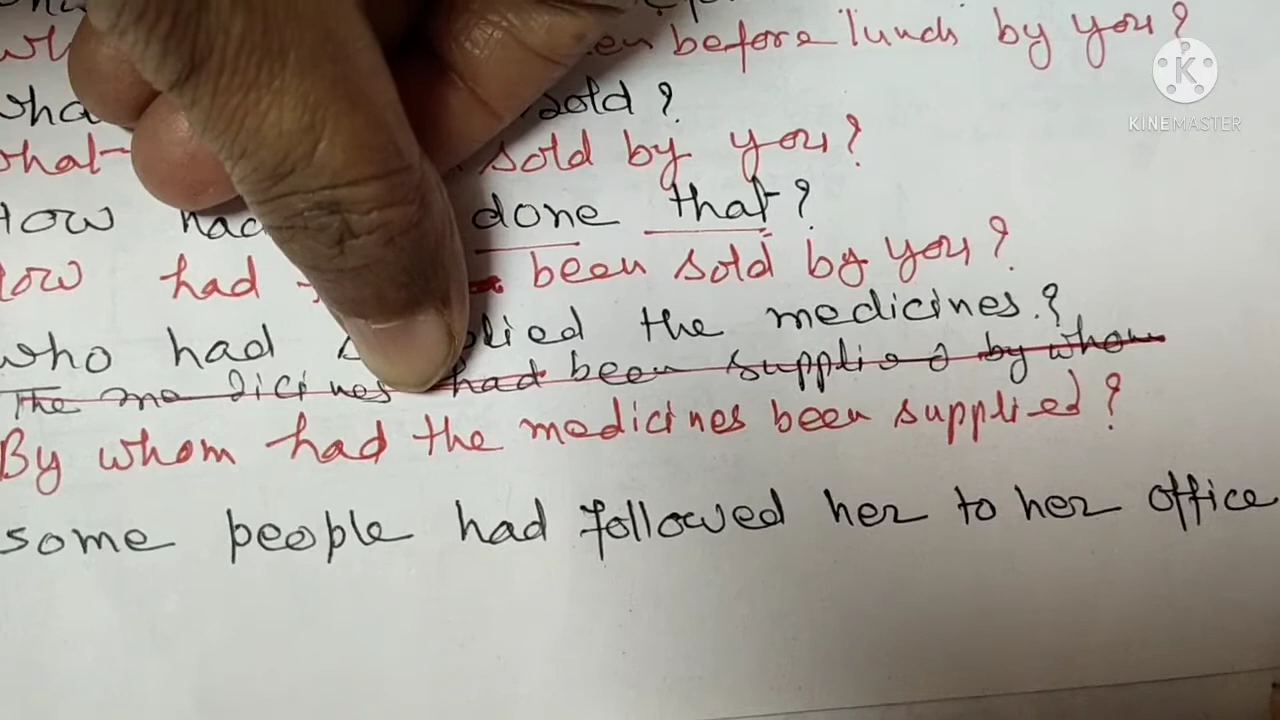 before lunch by you?
sold?
what sold by you?
How had done that?
How had been sold by you?
who had the medicines.?
The medicines had been supplied by whom
By whom had the medicines been supplied?
some people had followed her to her office
KINEMASTER